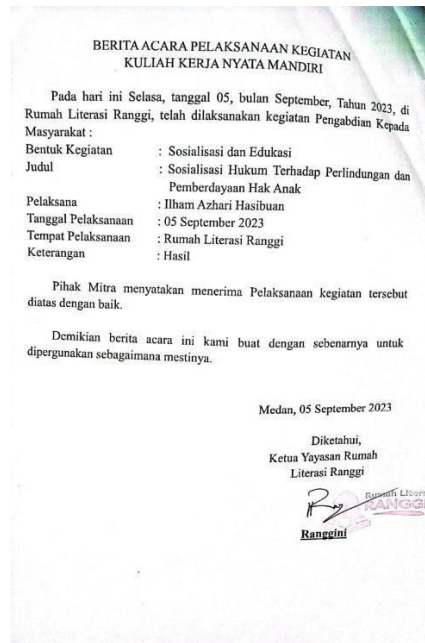 BERITA ACARA PELAKSANAAN KEGIATAN
KULIAH KERJA NYATA MANDIRI
Pada hari ini Selasa, tanggal 05, bulan September, Tahun 2023, di
Rumah Literasi Ranggi, telah dilaksanakan kegiatan Pengabdian Kepada
Masyarakat :
Bentuk Kegiatan : Sosialisasi dan Edukasi
Judul : Sosialisasi Hukum Terhadap Perlindungan dan
Pemberdayaan Hak Anak
Pelaksana : Ilham Azhari Hasibuan
Tanggal Pelaksanaan : 05 September 2023
Tempat Pelaksanaan : Rumah Literasi Ranggi
Keterangan : Hasil
Pihak Mitra menyatakan menerima Pelaksanaan kegiatan tersebut
diatas dengan baik.
Demikian berita acara ini kami buat dengan sebenarnya untuk
dipergunakan sebagaimana mestinya.
Medan, 05 September 2023
Diketahui,
Ketua Yayasan Rumah
Literasi Ranggi
Rumah Litera
RANGGI
Ranggini